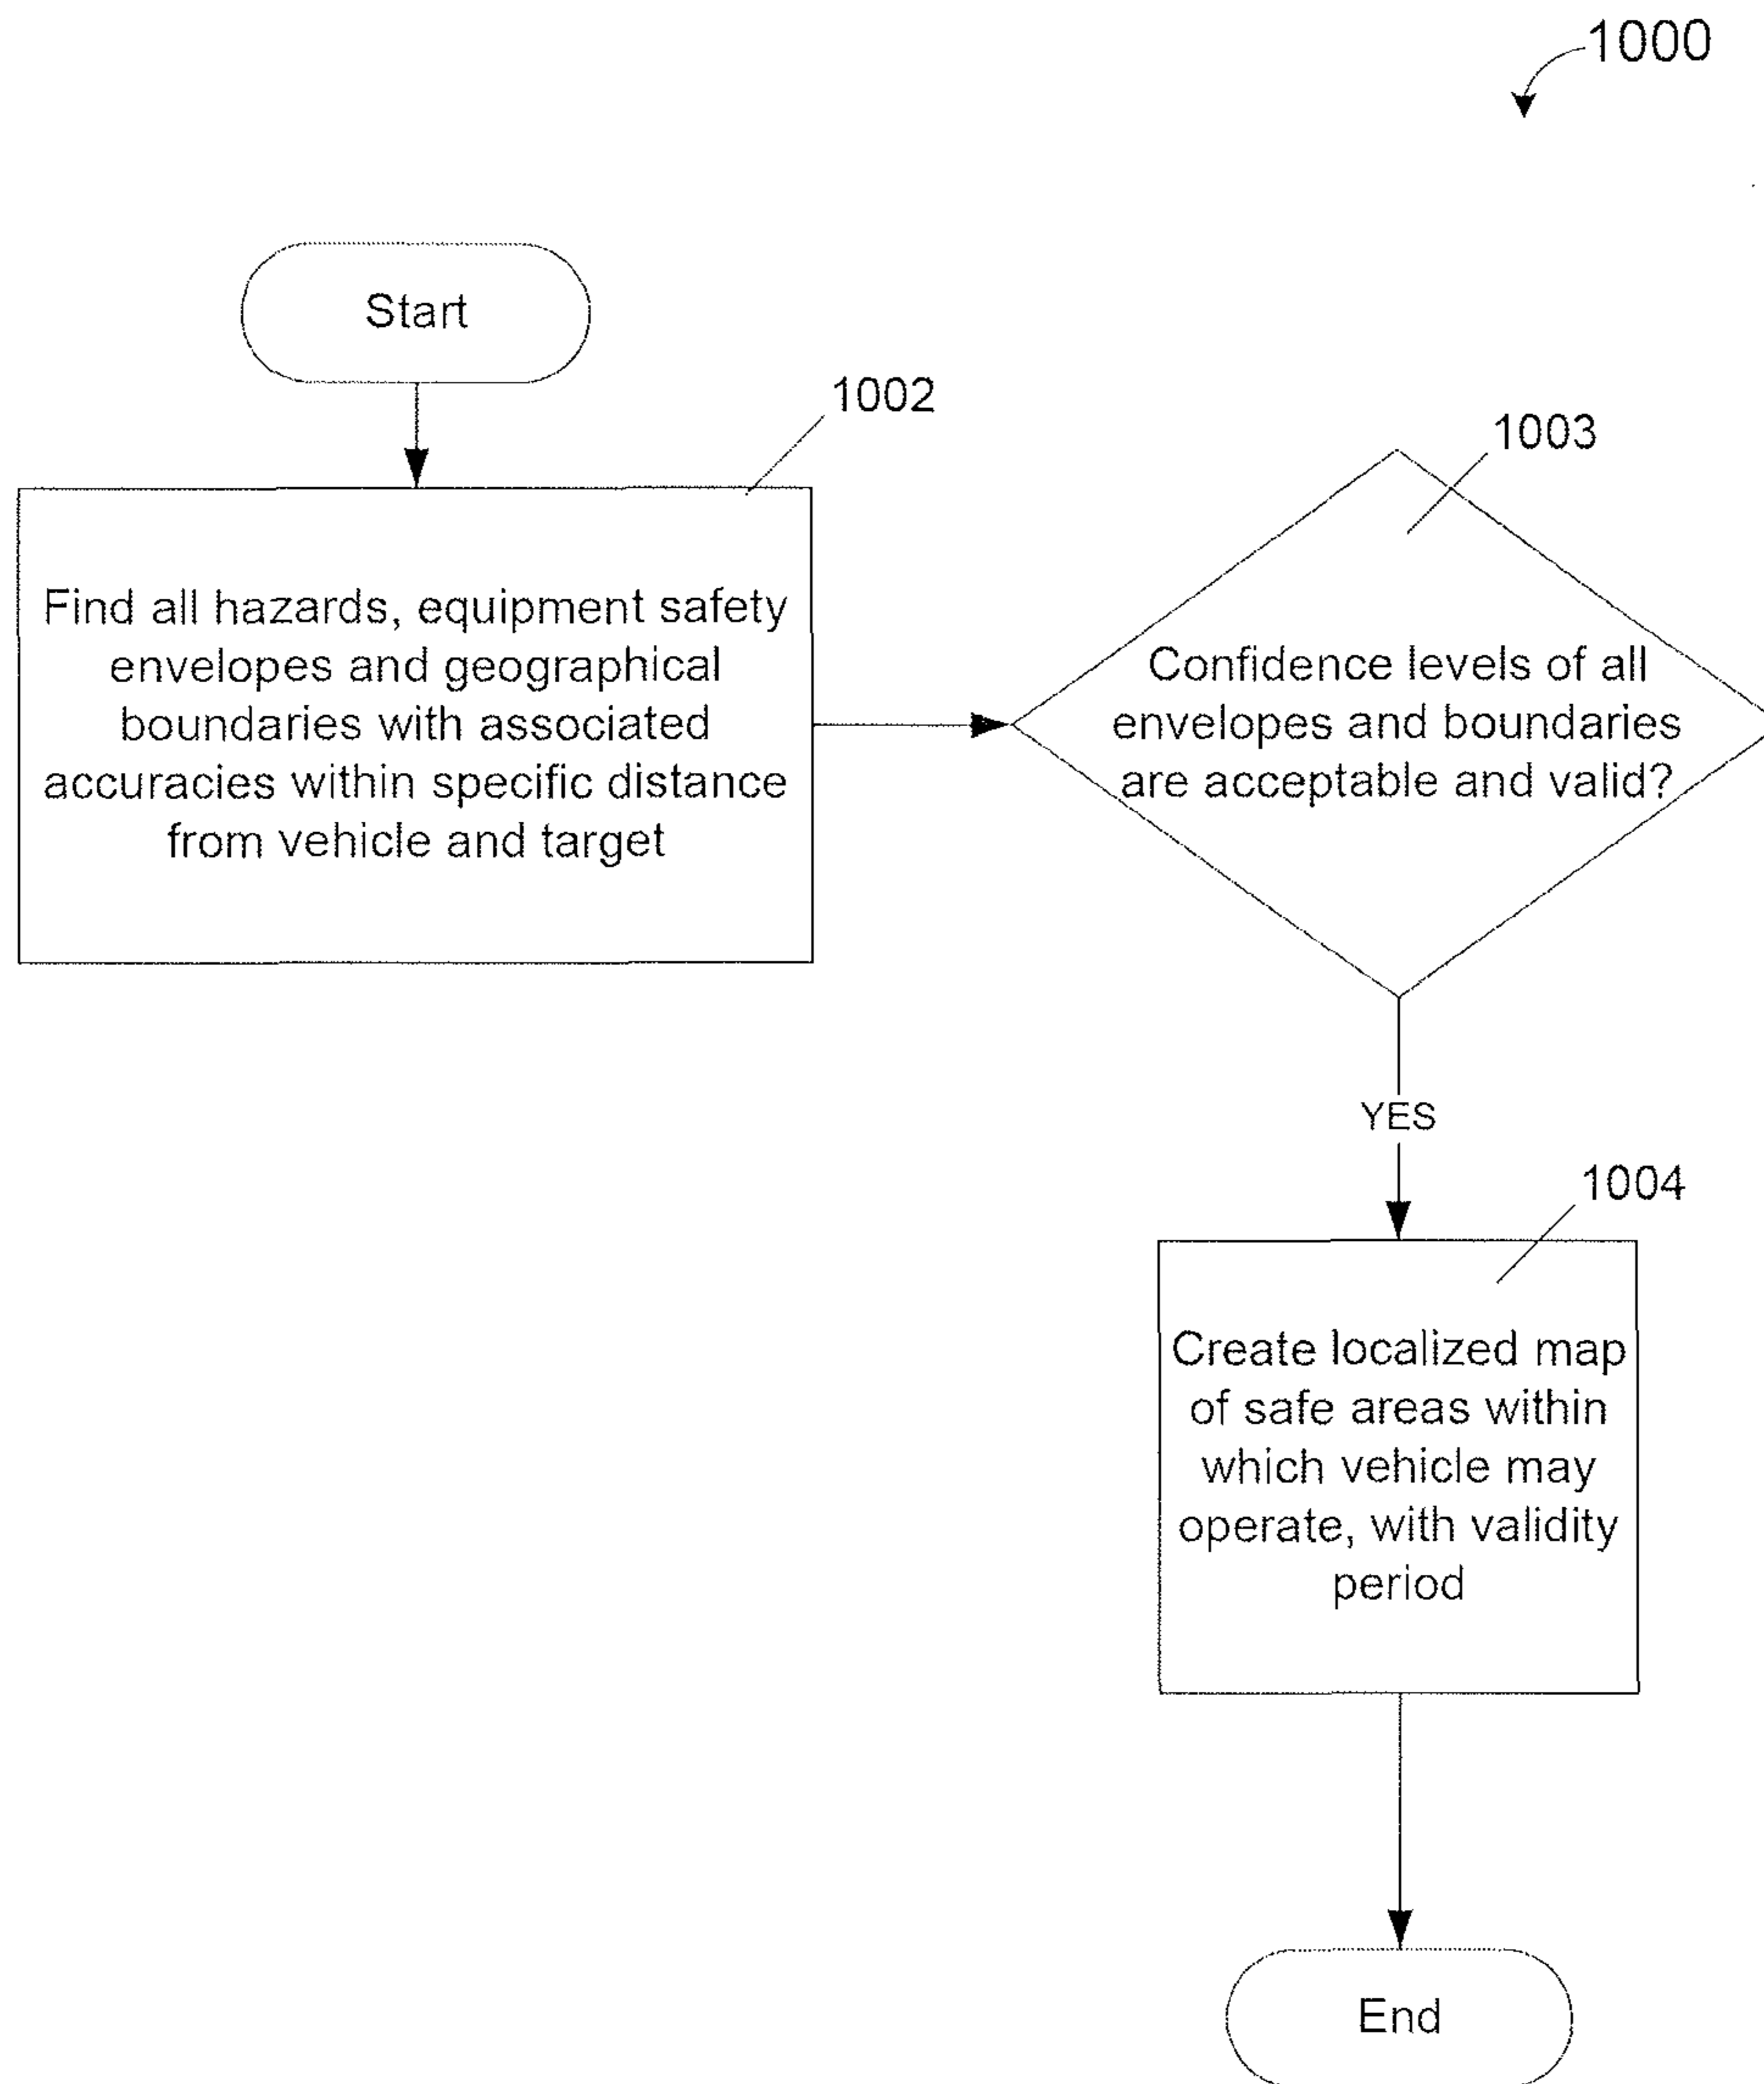 1000
Start
1002
Find all hazards, equipment safety
envelopes and geographical
boundaries with associated
accuracies within specific distance
from vehicle and target
1003
Confidence levels of all
envelopes and boundaries
are acceptable and valid?
YES
1004
Create localized map
of safe areas within
which vehicle may
operate, with validity
period
End